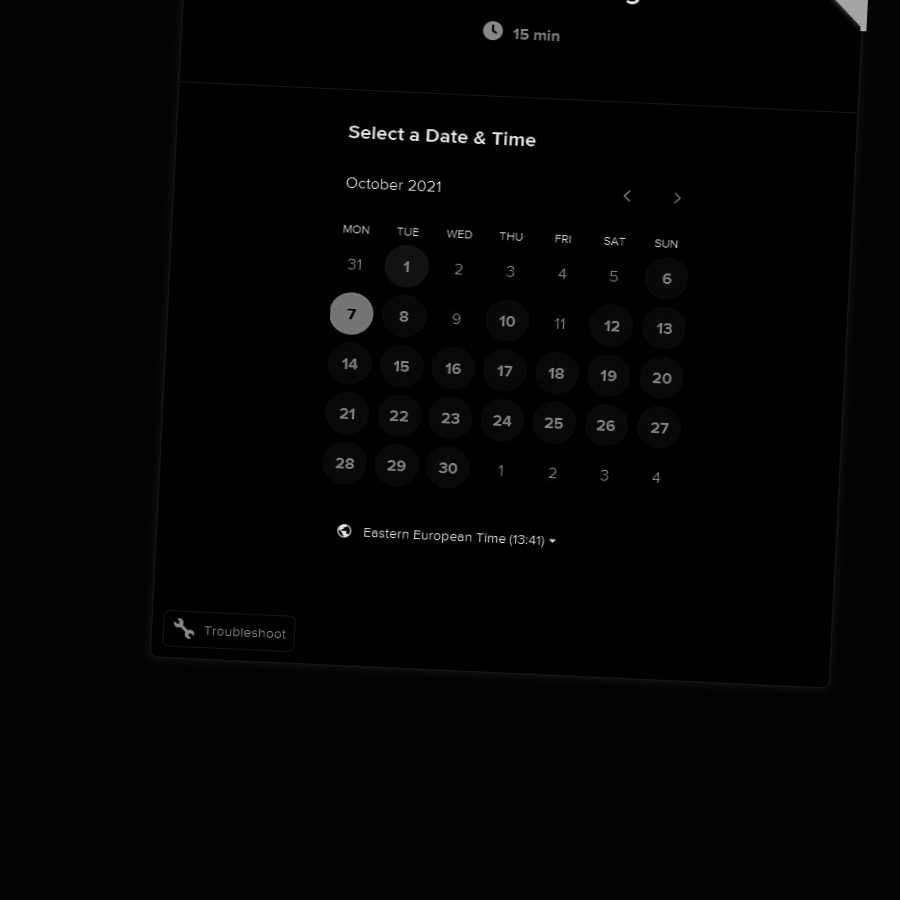 15 min
Select a Date & Time
October 2021
MON TUE WED THU FRI SAT SUN
31 1 2 3 4 5 6
7 8 9 10 11 12 13
14 15 16 17 18 19 20
21 22 23 24 25 26 27
28 29 30 1 2 3 4
Eastern European Time (13:41)
Troubleshoot